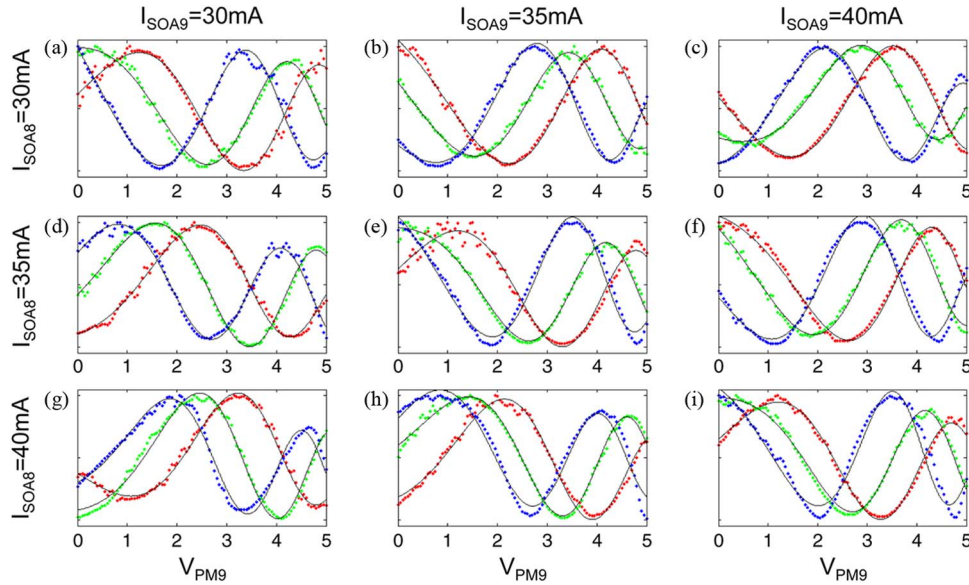 I_SOA9=30mA I_SOA9=35mA I_SOA9=40mA
I_SOA8=30mA
(a) (b) (c)
0 1 2 3 4 5 0 1 2 3 4 5 0 1 2 3 4 5
I_SOA8=35mA
(d) (e) (f)
0 1 2 3 4 5 0 1 2 3 4 5 0 1 2 3 4 5
I_SOA8=40mA
(g) (h) (i)
0 1 2 3 4 5 0 1 2 3 4 5 0 1 2 3 4 5
V_PM9 V_PM9 V_PM9